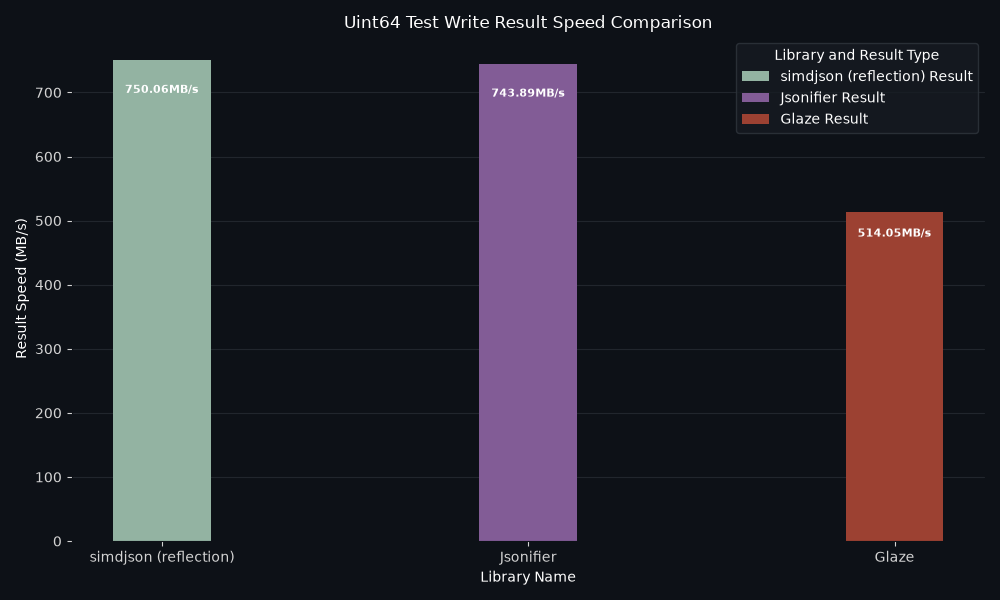 Uint64 Test Write Result Speed Comparison
Library and Result Type
simdjson (reflection) Result
Jsonifier Result
Glaze Result
Result Speed (MB/s)
700
600
500
400
300
200
100
0
750.06MB/s
743.89MB/s
514.05MB/s
simdjson (reflection)
Jsonifier
Glaze
Library Name